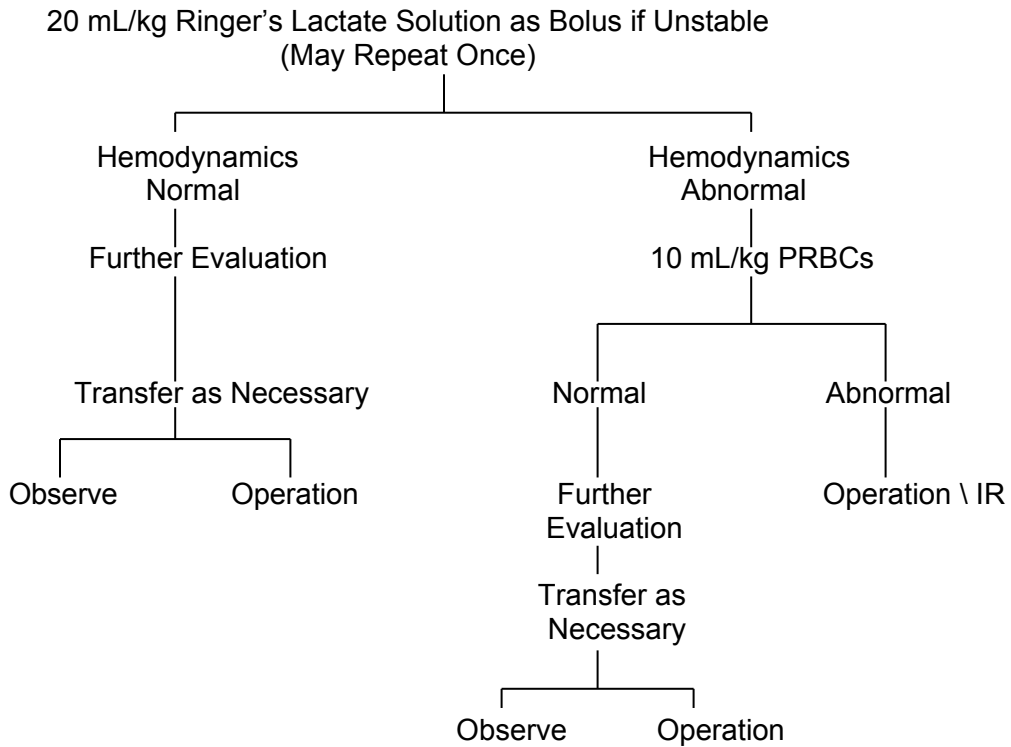 20 mL/kg Ringer’s Lactate Solution as Bolus if Unstable
(May Repeat Once)
Hemodynamics
Normal
Hemodynamics
Abnormal
Further Evaluation
10 mL/kg PRBCs
Transfer as Necessary
Normal
Abnormal
Observe
Operation
Further
Evaluation
Operation \ IR
Transfer as
Necessary
Observe
Operation